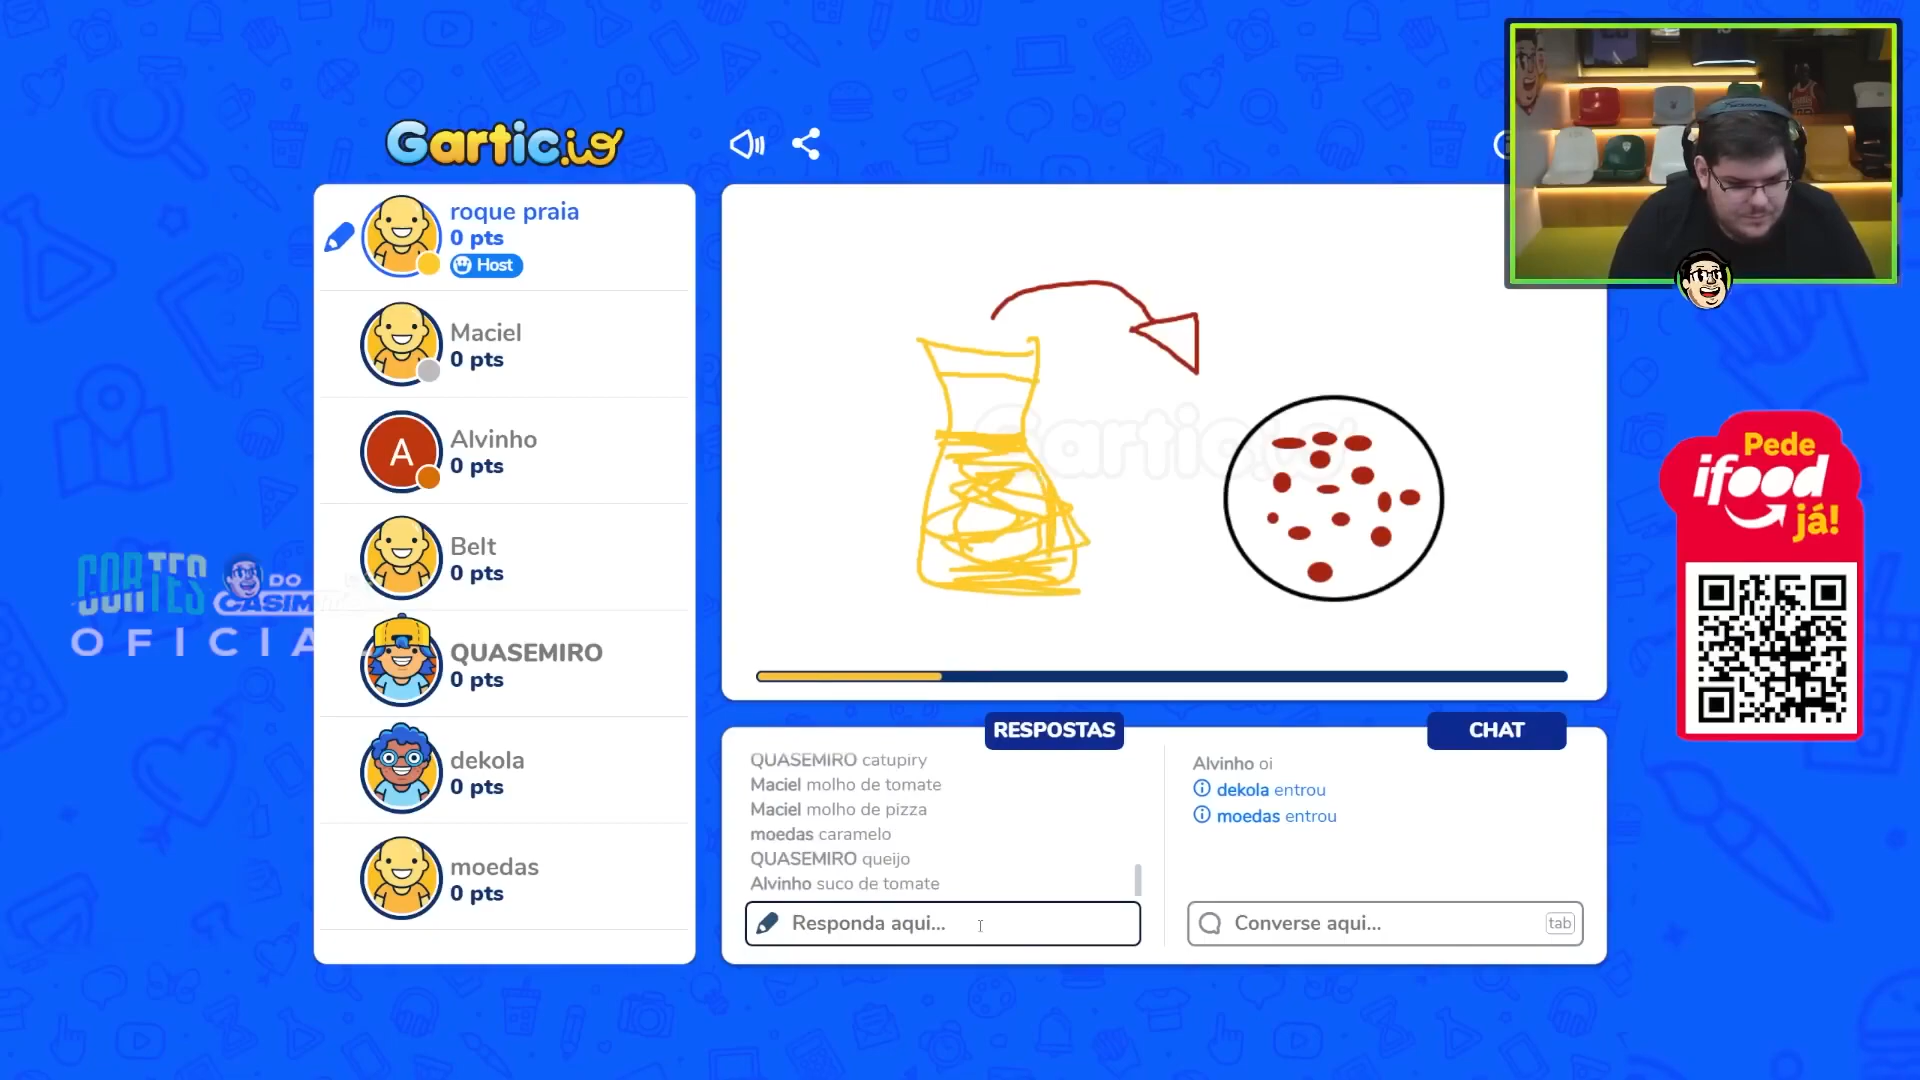 Gartic.io
roque praia
0 pts
Host
Maciel
0 pts
A
Alvinho
0 pts
Belt
0 pts
QUASEMIRO
0 pts
dekola
0 pts
moedas
0 pts
CORTES
DO
CASIMI
OFICIA
Gartic.io
RESPOSTAS
QUASEMIRO catupiry
Maciel molho de tomate
Maciel molho de pizza
moedas caramelo
QUASEMIRO queijo
Alvinho suco de tomate
Responda aqui...
CHAT
Alvinho oi
dekola entrou
moedas entrou
Converse aqui...
tab
Pede
ifood
já!